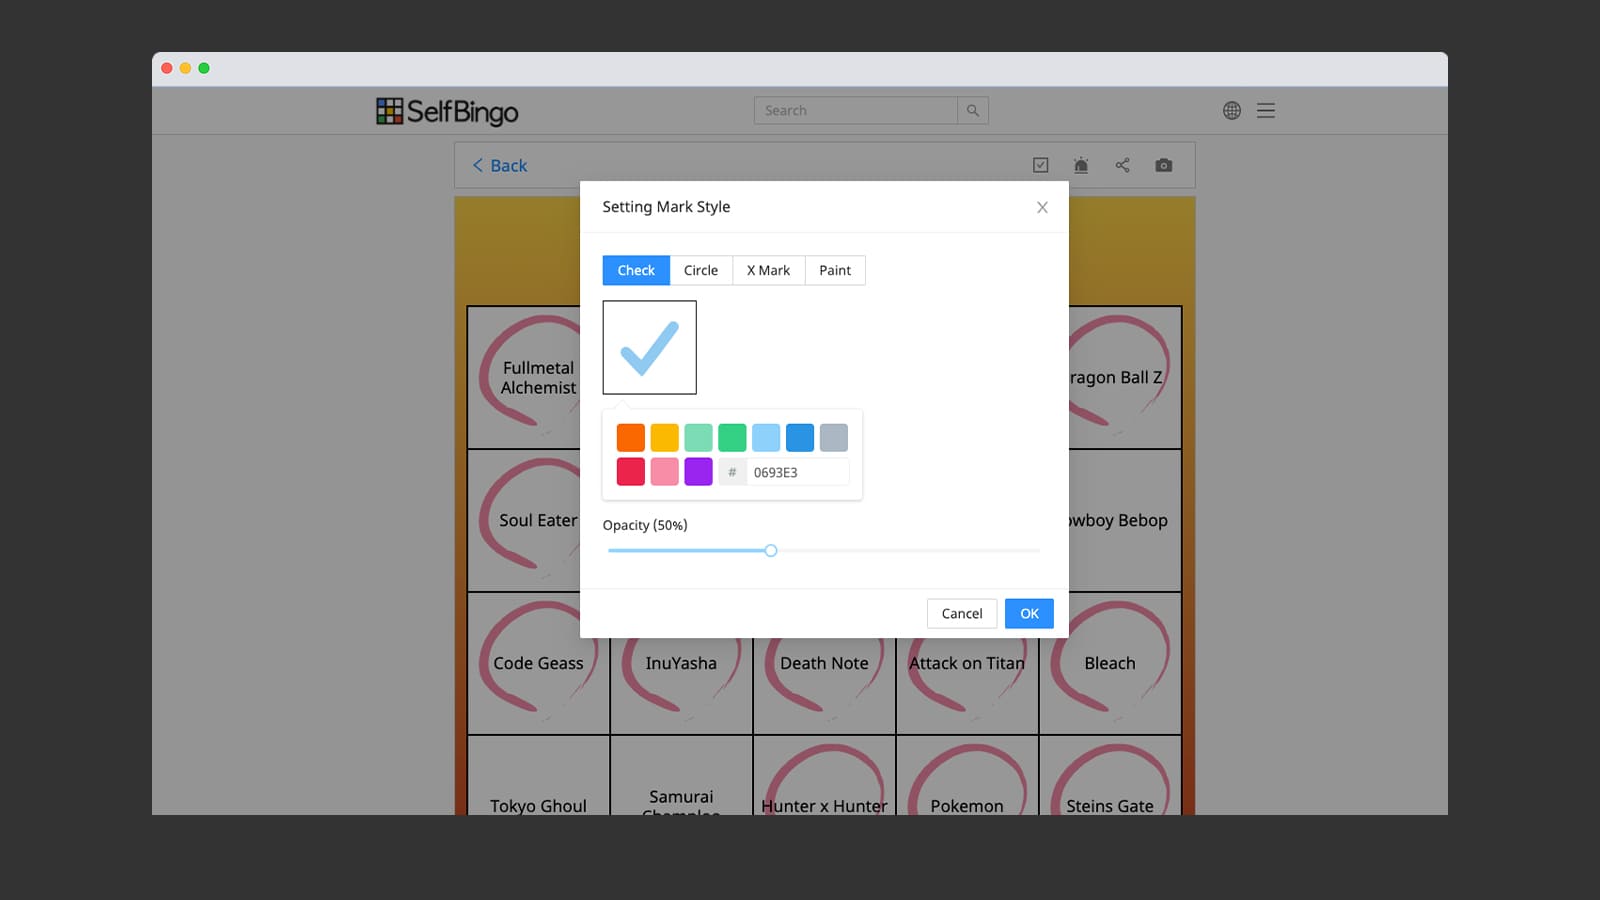 SelfBingo
Search
Back
Setting Mark Style
Check
Circle
X Mark
Paint
# 0693E3
Opacity (50%)
Cancel
OK
Fullmetal
Alchemist
ragon Ball Z
Soul Eater
owboy Bebop
Code Geass
InuYasha
Death Note
Attack on Titan
Bleach
Tokyo Ghoul
Samurai
Hunter x Hunter
Pokemon
Steins Gate